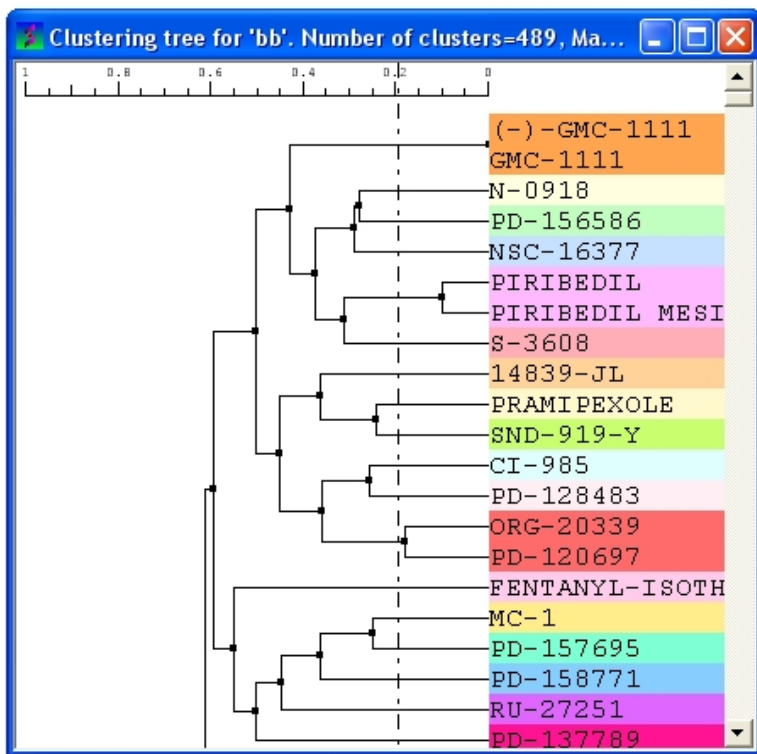 Clustering tree for 'bb'. Number of clusters=489, Ma...
1 0.8 0.6 0.4 0.2 0
(-)-GMC-1111
GMC-1111
N-0918
PD-156586
NSC-16377
PIRIBEDIL
PIRIBEDIL MESI
S-3608
14839-JL
PRAMIPEXOLE
SND-919-Y
CI-985
PD-128483
ORG-20339
PD-120697
FENTANYL-ISOTH
MC-1
PD-157695
PD-158771
RU-27251
PD-137789